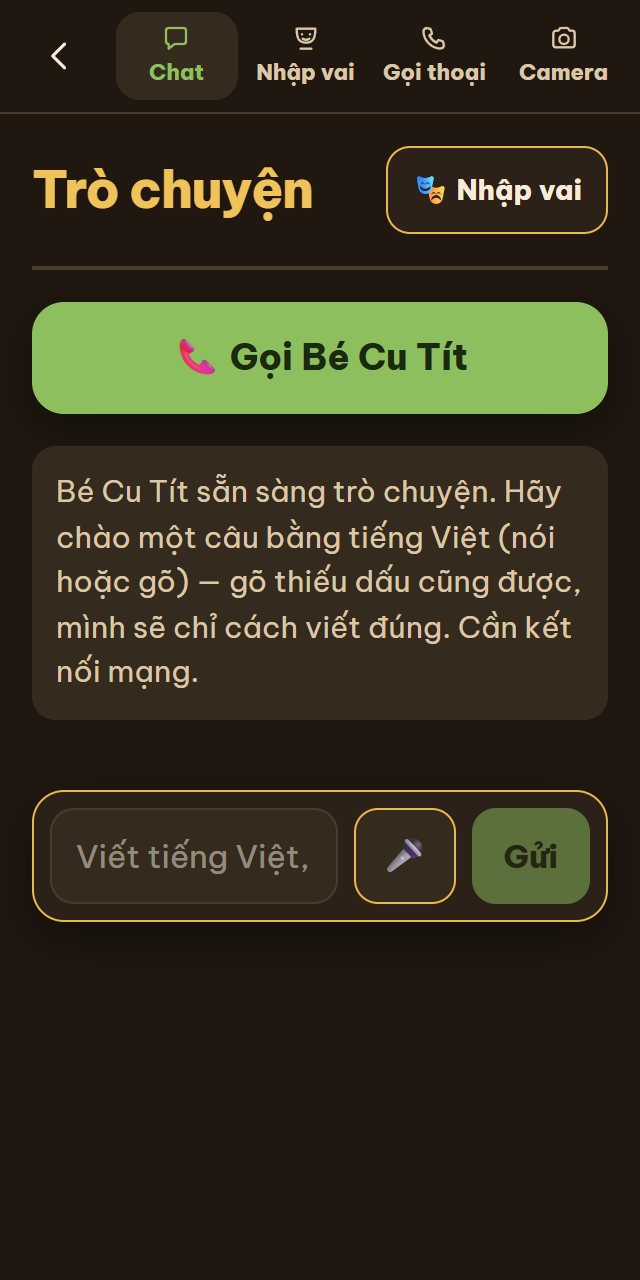 Chat
Nhập vai
Gọi thoại
Camera
Trò chuyện
Nhập vai
Gọi Bé Cu Tít
Bé Cu Tít sẵn sàng trò chuyện. Hãy
chào một câu bằng tiếng Việt (nói
hoặc gõ) — gõ thiếu dấu cũng được,
mình sẽ chỉ cách viết đúng. Cần kết
nối mạng.
Viết tiếng Việt,
Gửi